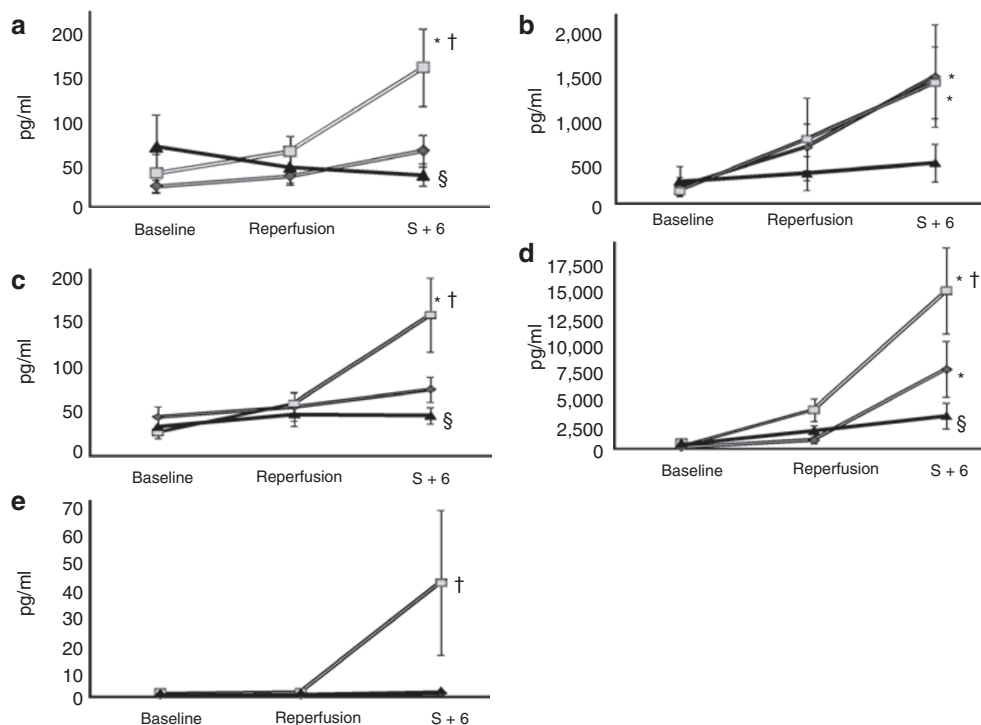 a
200
150
100
50
0
pg/ml
* †
§
Baseline Reperfusion S + 6
b
2,000
1,500
1,000
500
0
pg/ml
*
*
Baseline Reperfusion S + 6
c
200
150
100
50
0
pg/ml
* †
§
Baseline Reperfusion S + 6
d
17,500
15,000
12,500
10,000
7,500
5,000
2,500
0
pg/ml
* †
*
§
Baseline Reperfusion S + 6
e
70
60
50
40
30
20
10
0
pg/ml
†
Baseline Reperfusion S + 6